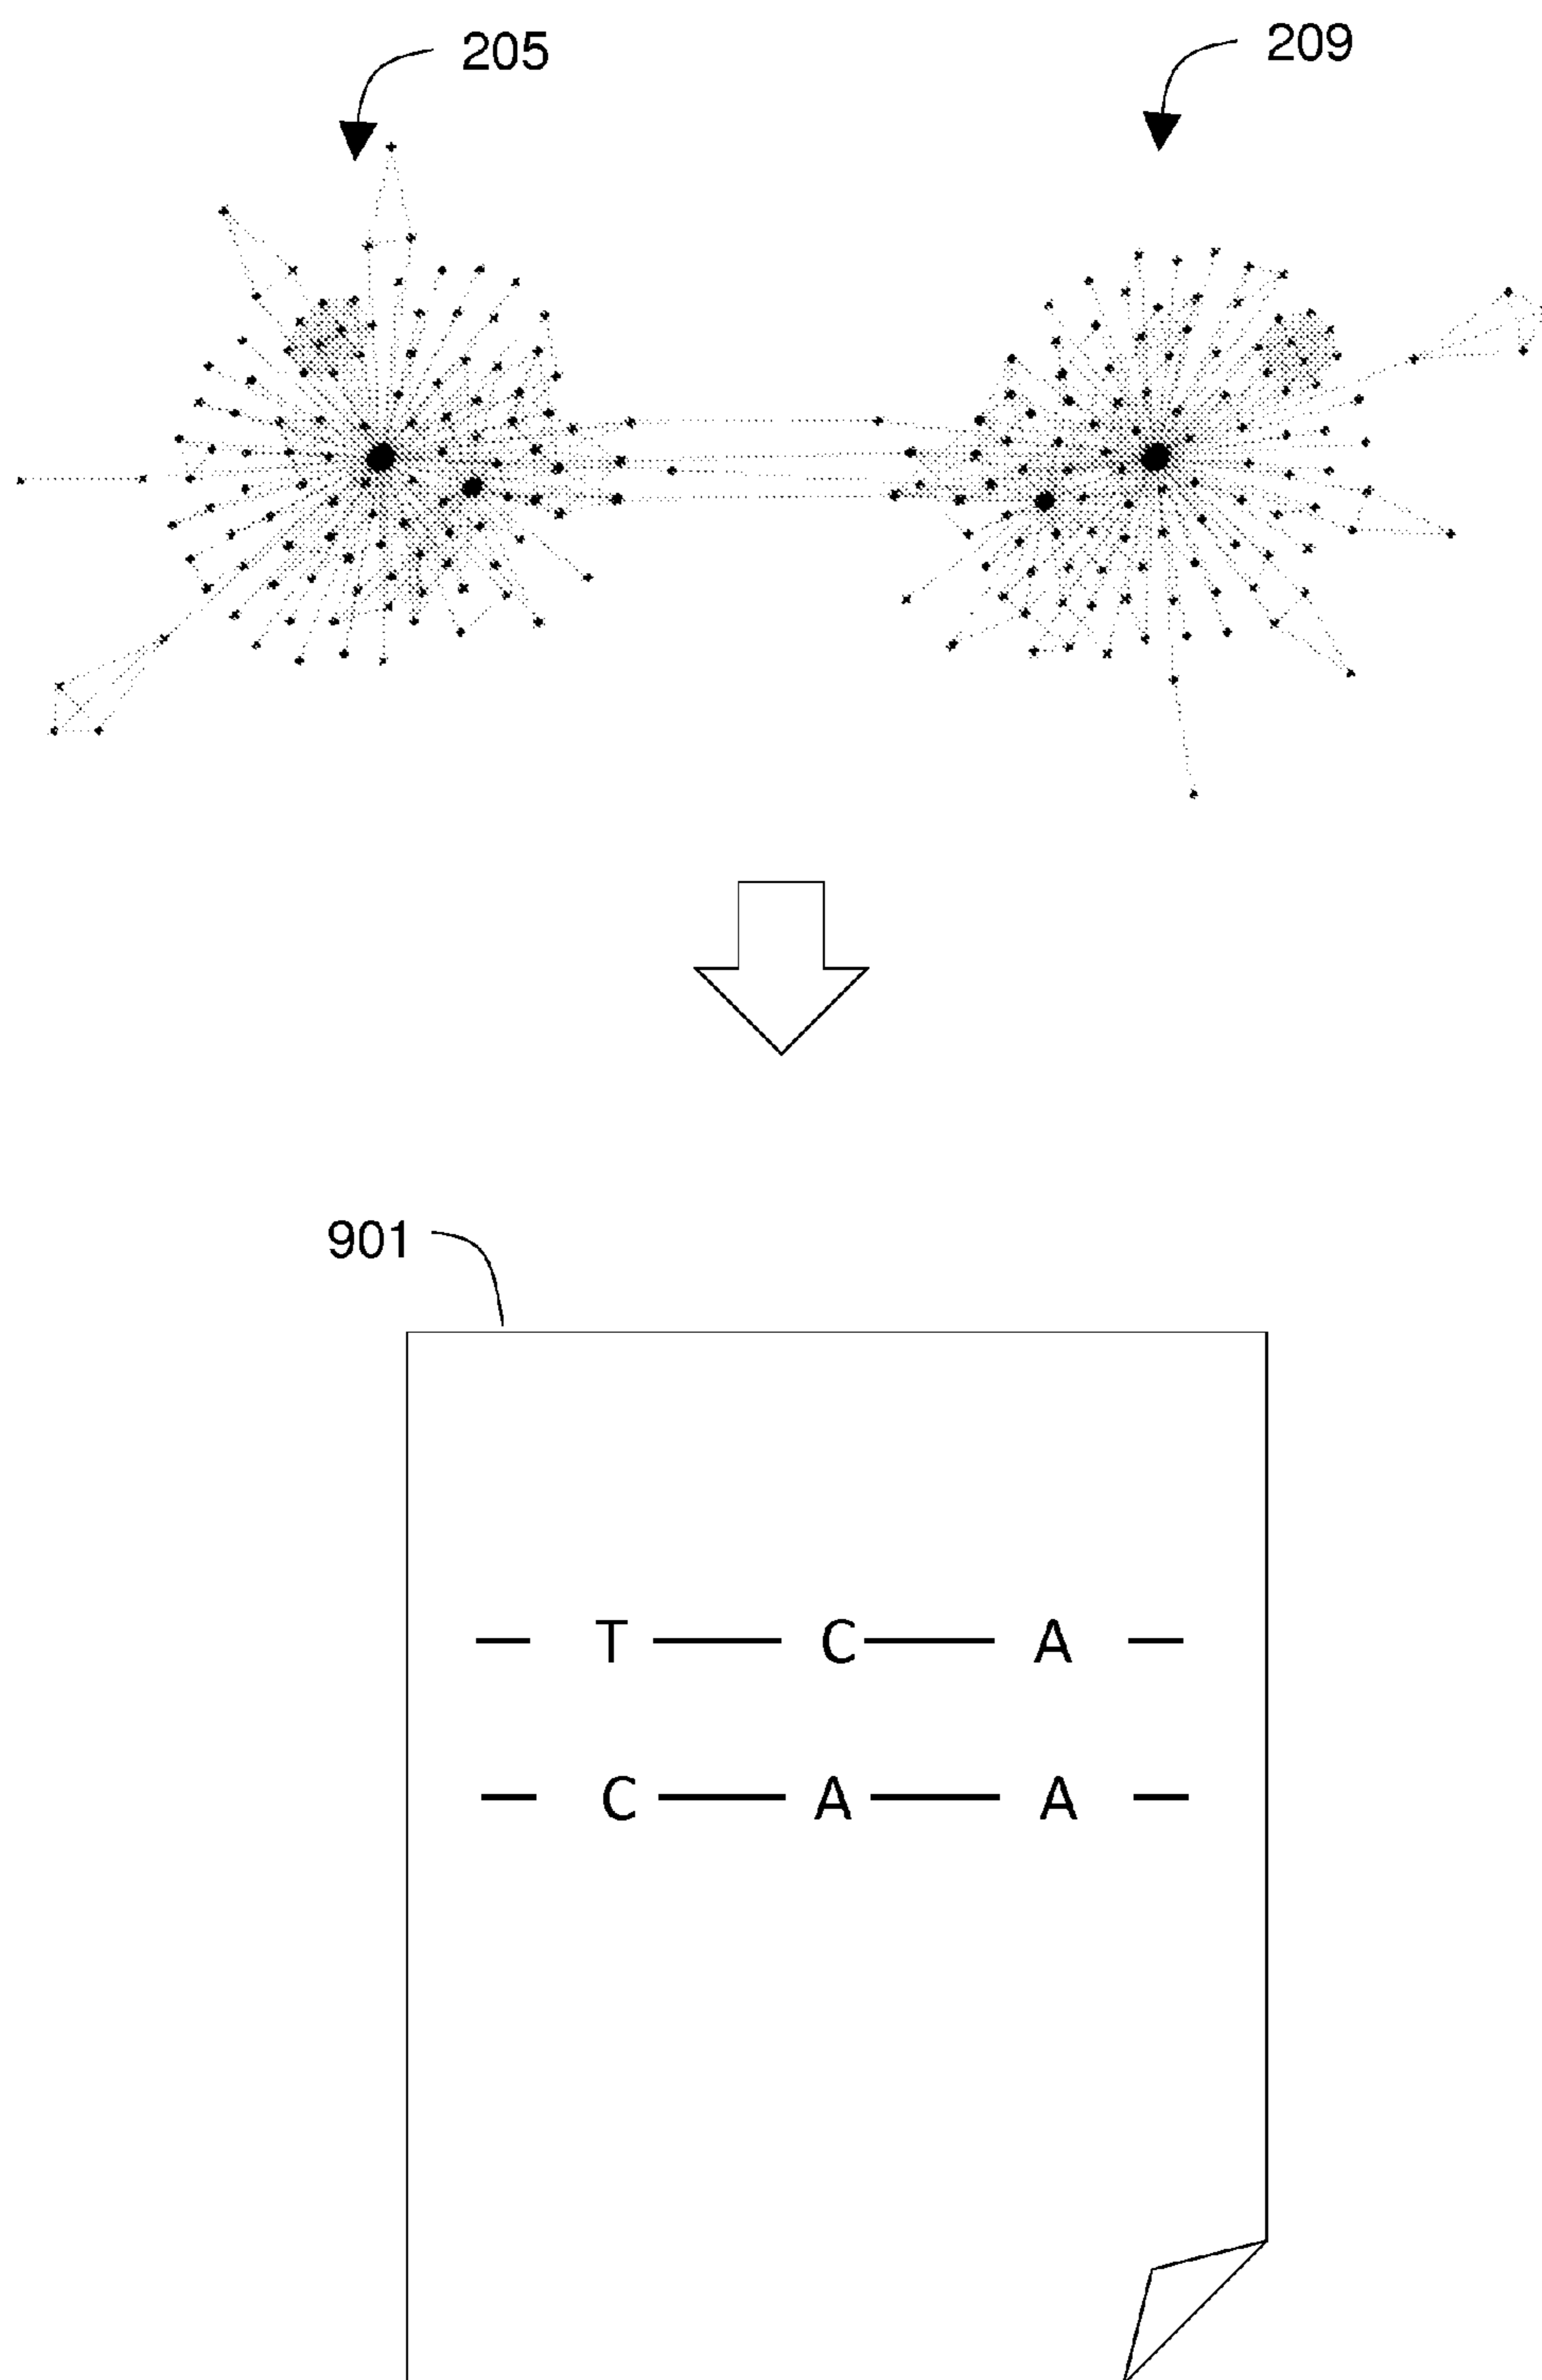 205
209
901
— T — C — A —
— C — A — A —